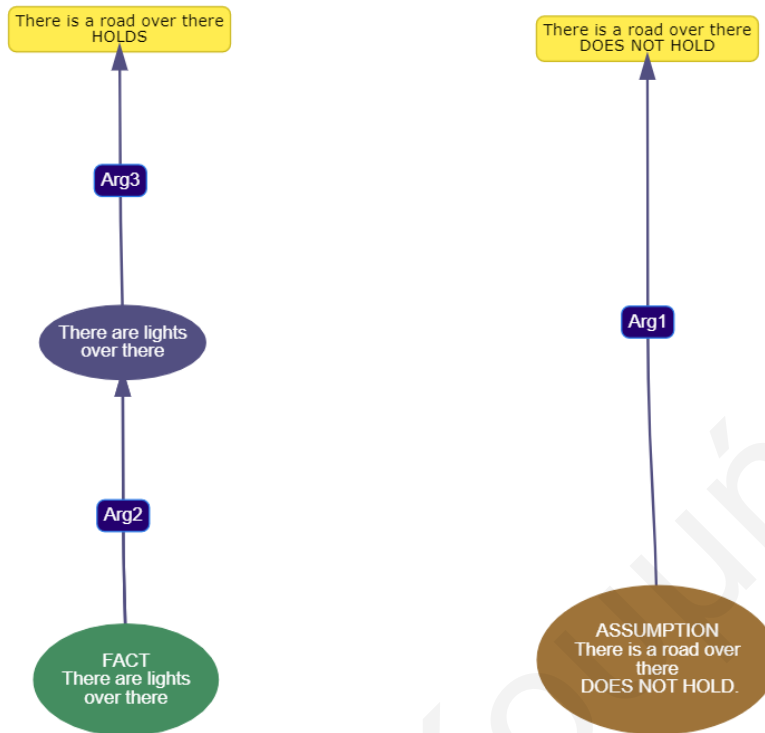 There is a road over there
HOLDS
There is a road over there
DOES NOT HOLD
Arg3
Arg1
There are lights
over there
Arg2
FACT
There are lights
over there
ASSUMPTION
There is a road over
there
DOES NOT HOLD.